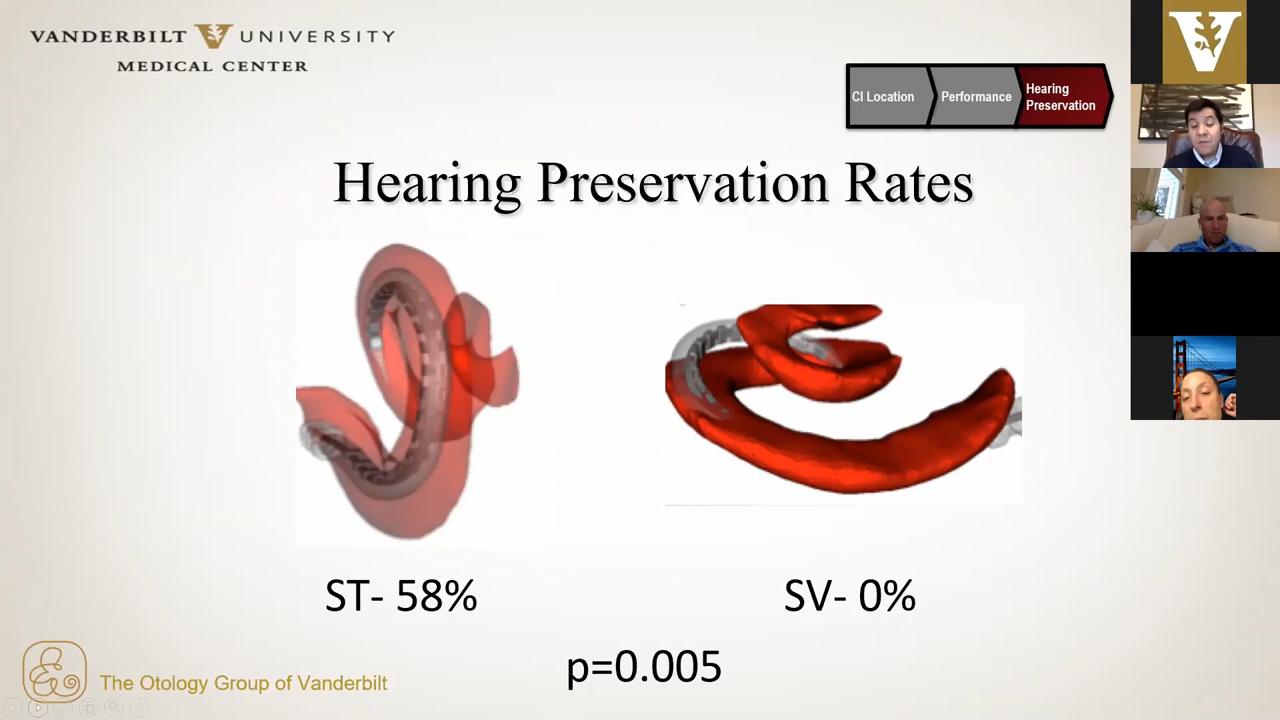 VANDERBILT V UNIVERSITY
MEDICAL CENTER
CI Location
Performance
Hearing
Preservation
Hearing Preservation Rates
ST- 58%
SV- 0%
p=0.005
The Otology Group of Vanderbilt
V